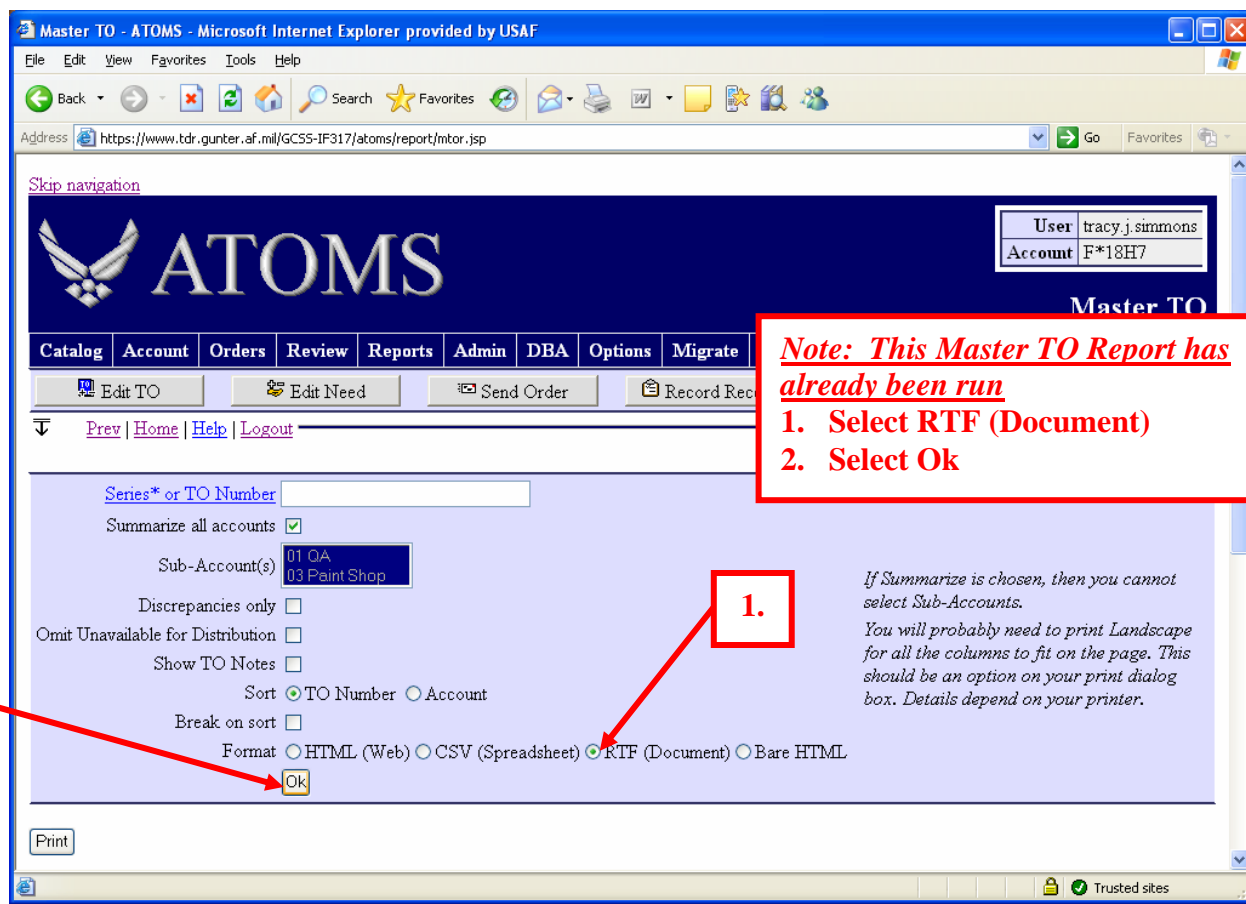 Master TO - ATOMS - Microsoft Internet Explorer provided by USAF
File Edit View Favorites Tools Help
Back Search Favorites
Address https://www.tdr.gunter.af.mil/GCSS-IF317/atoms/report/mtor.jsp Go Favorites
Skip navigation
ATOMS
User tracy.j.simmons
Account F*18H7
Master TO
Catalog Account Orders Review Reports Admin DBA Options Migrate
Edit TO Edit Need Send Order Record Rec
Prev | Home | Help | Logout
Note: This Master TO Report has
already been run
1. Select RTF (Document)
2. Select Ok
Series* or TO Number
Summarize all accounts
Sub-Account(s) 01 QA
03 Paint Shop
Discrepancies only
Omit Unavailable for Distribution
Show TO Notes
Sort TO Number Account
Break on sort
Format HTML (Web) CSV (Spreadsheet) RTF (Document) Bare HTML
Ok
1.
If Summarize is chosen, then you cannot
select Sub-Accounts.
You will probably need to print Landscape
for all the columns to fit on the page. This
should be an option on your print dialog
box. Details depend on your printer.
Print
Trusted sites